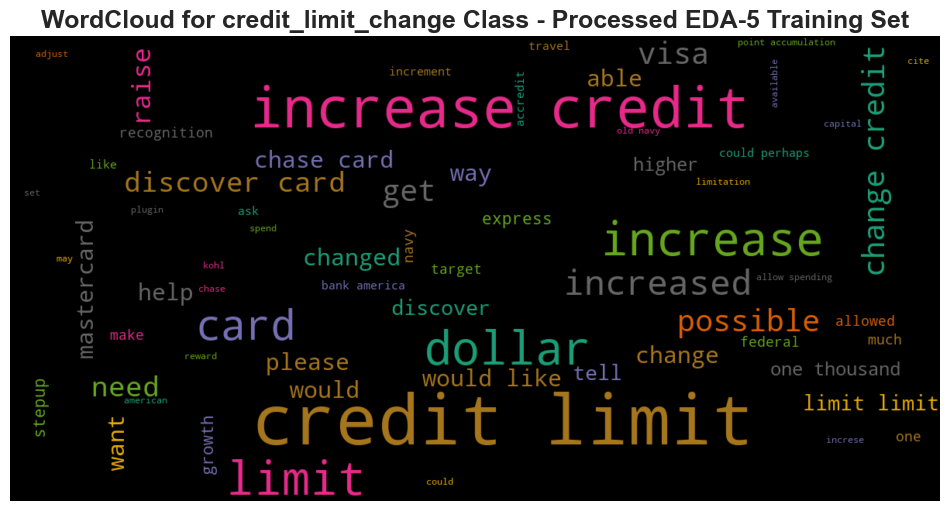 WordCloud for credit_limit_change Class - Processed EDA-5 Training Set
adjust
raise
increment
travel
visa
point accumulation
cite
able
available
accredit
increase credit
change credit
recognition
old navy
capital
like
chase card
way
higher
could perhaps
discover card
get
limitation
set
plugin
ask
spend
express
navy
increase
mastercard
may
kohl
changed
target
increased
allow spending
help
chase
bank america
make
card
discover
possible
allowed
federal
much
reward
please
dollar
change
one thousand
need
american
would
would like
tell
limit limit
stepup
want
growth
credit limit
increse
one
limit
could